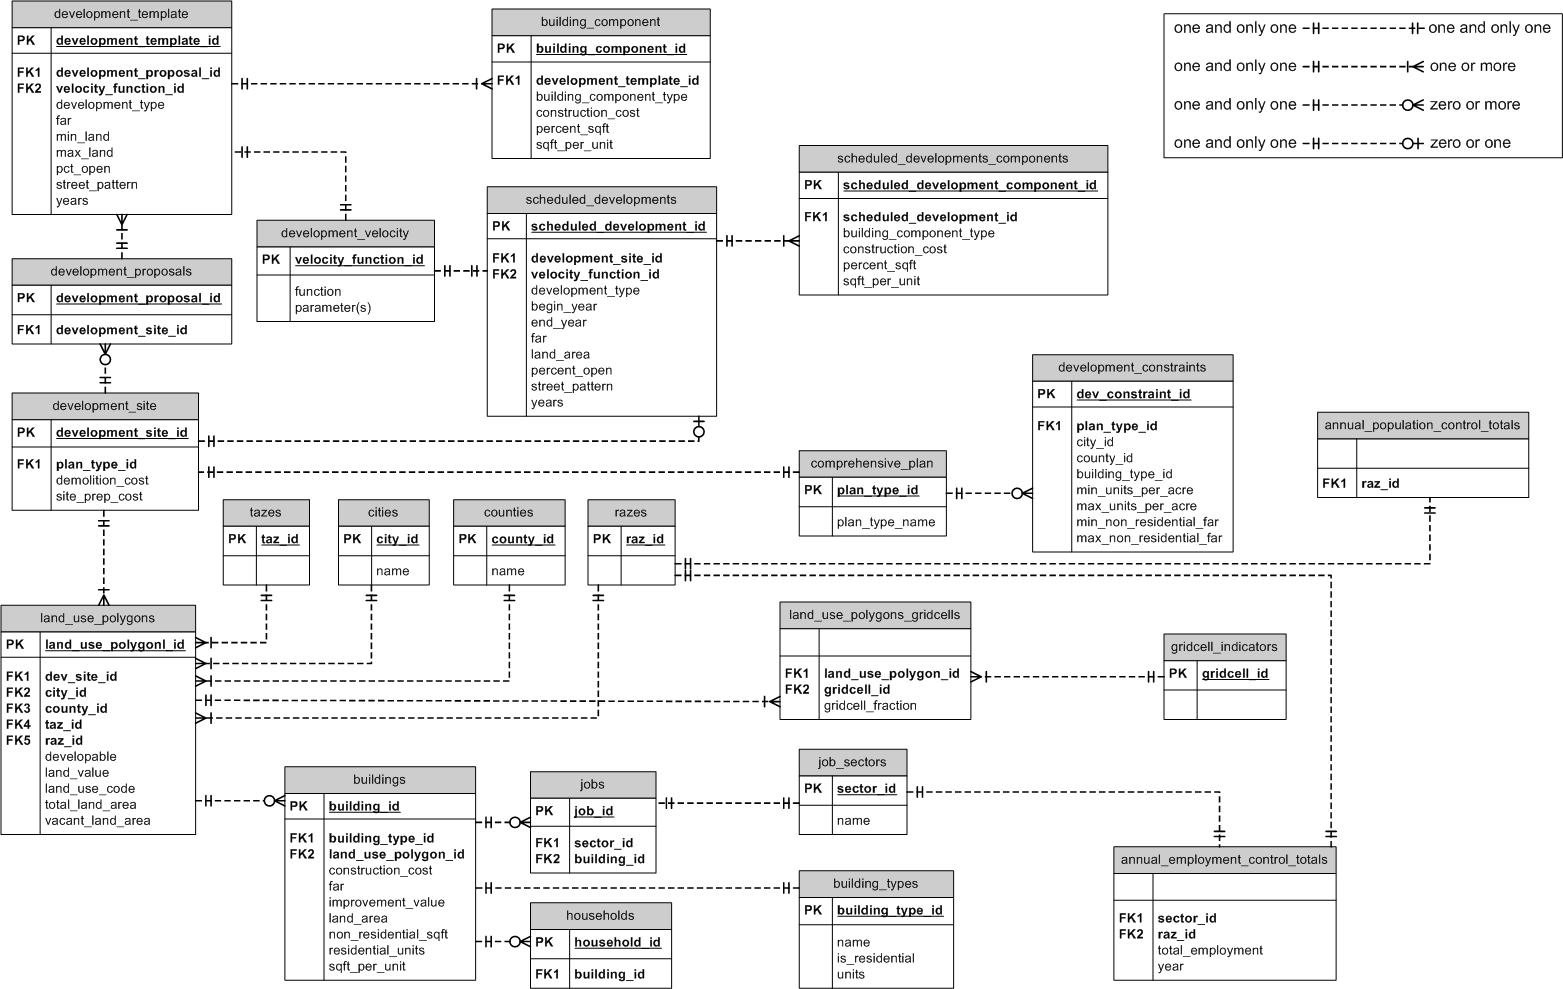 development_template
PK development_template_id
FK1 development_proposal_id
FK2 velocity_function_id
development_type
far
min_land
max_land
pct_open
street_pattern
years
building_component
PK building_component_id
FK1 development_template_id
building_component_type
construction_cost
percent_sqft
sqft_per_unit
one and only one one and only one
one and only one one or more
one and only one zero or more
one and only one zero or one
scheduled_developments_components
PK scheduled_development_component_id
FK1 scheduled_development_id
building_component_type
construction_cost
percent_sqft
sqft_per_unit
development_velocity
PK velocity_function_id
function
parameter(s)
scheduled_developments
PK scheduled_development_id
FK1 development_site_id
FK2 velocity_function_id
development_type
begin_year
end_year
far
land_area
percent_open
street_pattern
years
development_proposals
PK development_proposal_id
FK1 development_site_id
development_site
PK development_site_id
FK1 plan_type_id
demolition_cost
site_prep_cost
comprehensive_plan
PK plan_type_id
plan_type_name
development_constraints
PK dev_constraint_id
FK1 plan_type_id
city_id
county_id
building_type_id
min_units_per_acre
max_units_per_acre
min_non_residential_far
max_non_residential_far
annual_population_control_totals
FK1 raz_id
tazes
PK taz_id
cities
PK city_id
name
counties
PK county_id
name
razes
PK raz_id
land_use_polygons
PK land_use_polygonl_id
FK1 dev_site_id
FK2 city_id
FK3 county_id
FK4 taz_id
FK5 raz_id
developable
land_value
land_use_code
total_land_area
vacant_land_area
land_use_polygons_gridcells
FK1 land_use_polygon_id
FK2 gridcell_id
gridcell_fraction
gridcell_indicators
PK gridcell_id
buildings
PK building_id
FK1 building_type_id
FK2 land_use_polygon_id
construction_cost
far
improvement_value
land_area
non_residential_sqft
residential_units
sqft_per_unit
jobs
PK job_id
FK1 sector_id
FK2 building_id
job_sectors
PK sector_id
name
households
PK household_id
FK1 building_id
building_types
PK building_type_id
name
is_residential
units
annual_employment_control_totals
FK1 sector_id
FK2 raz_id
total_employment
year